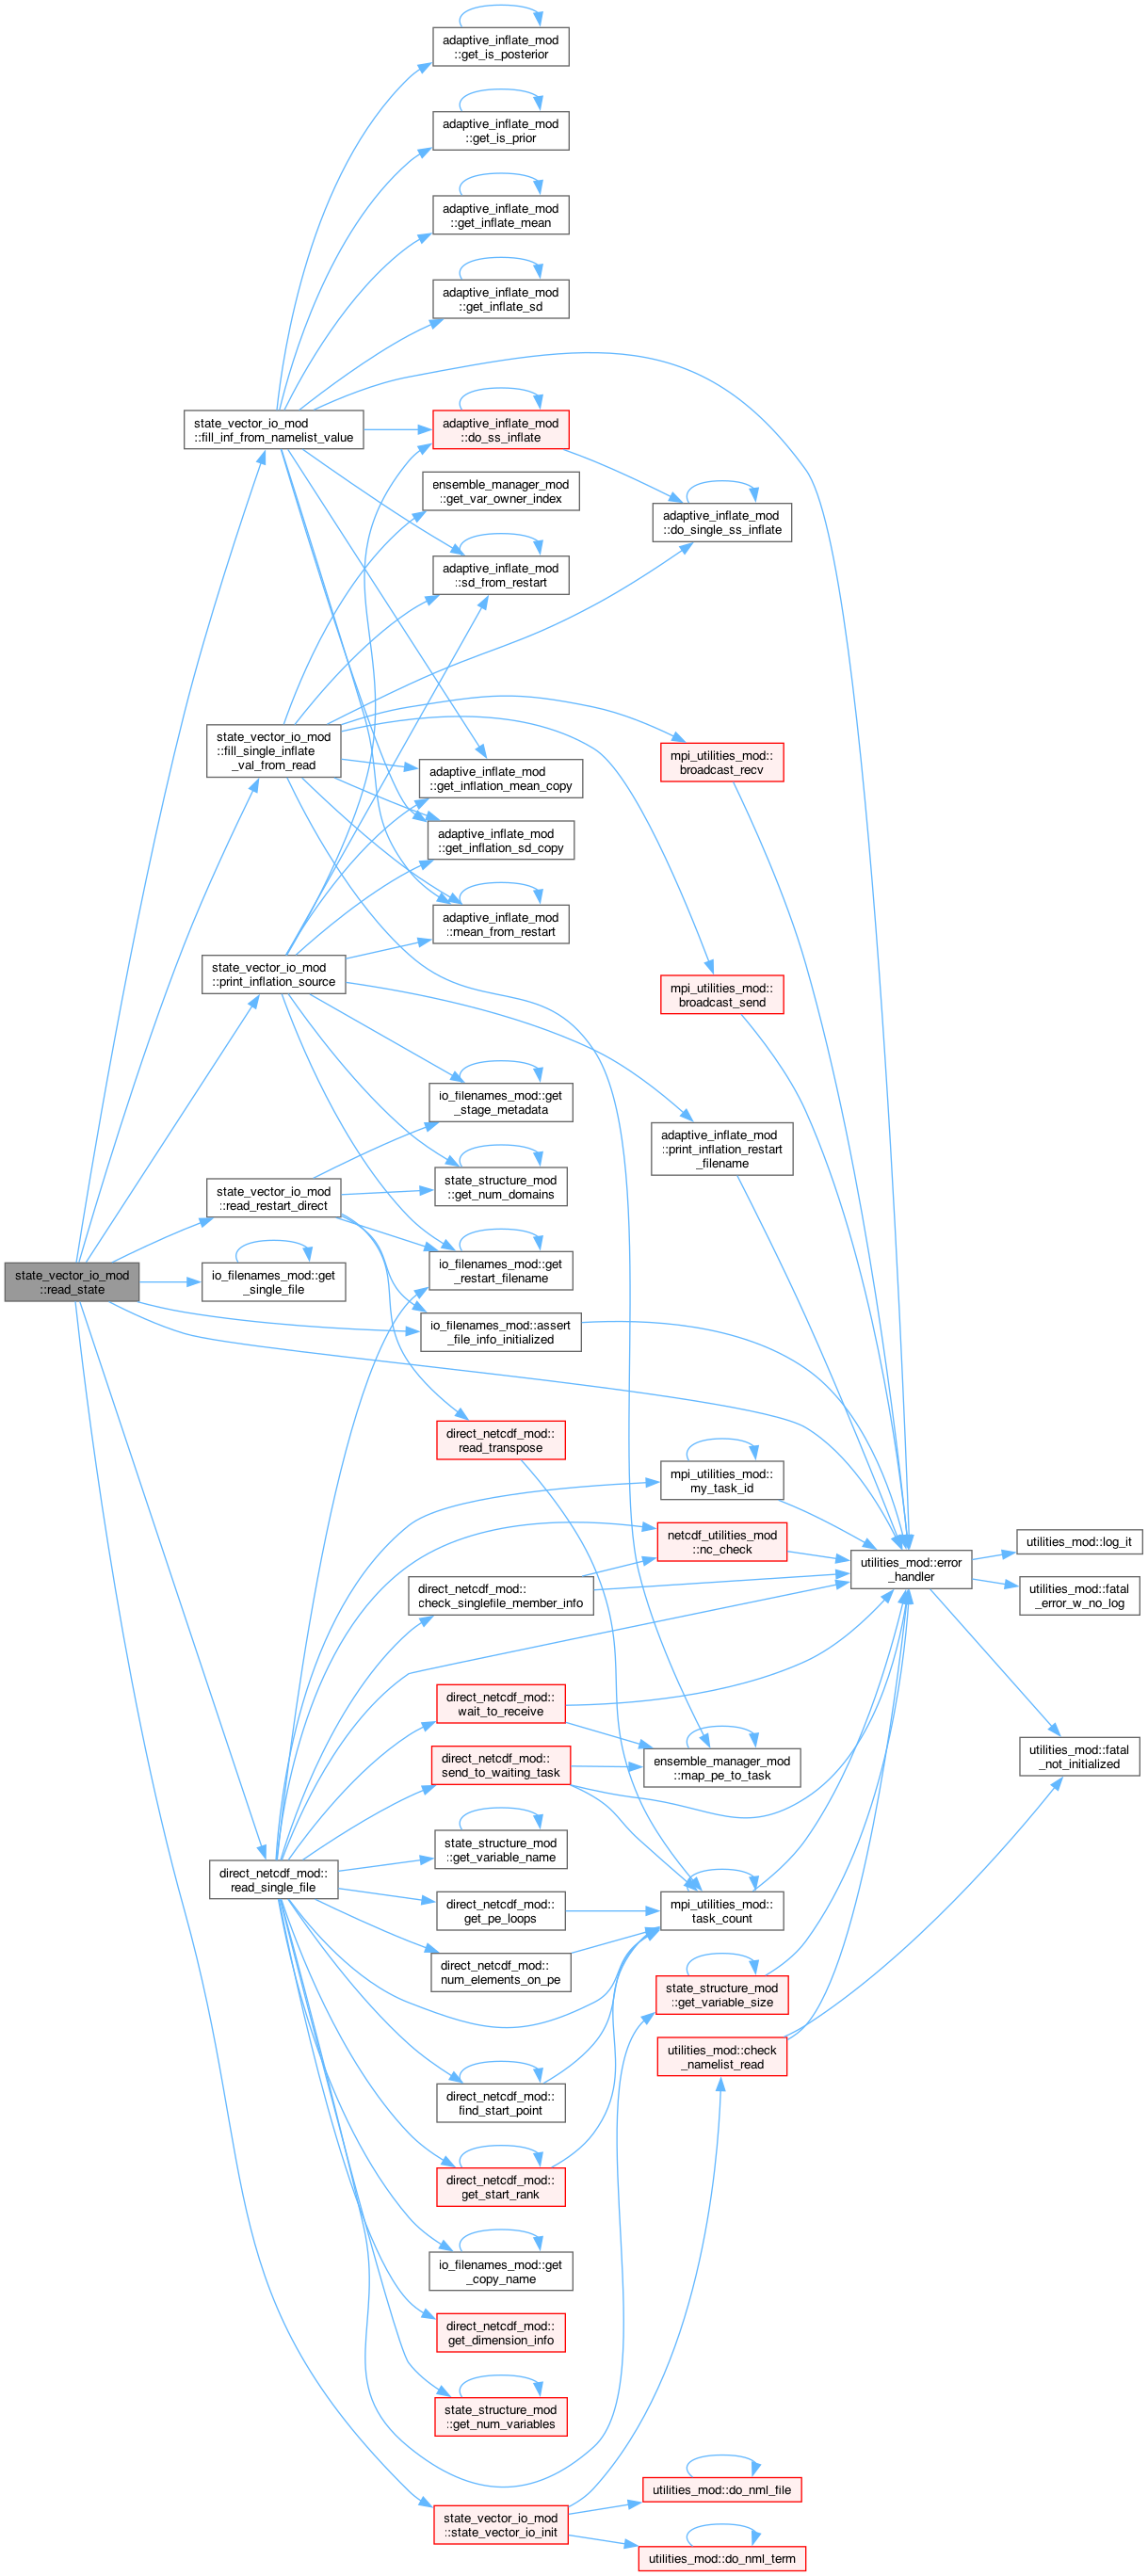 adaptive_inflate_mod
::get_is_posterior
adaptive_inflate_mod
::get_is_prior
adaptive_inflate_mod
::get_inflate_mean
adaptive_inflate_mod
::get_inflate_sd
state_vector_io_mod
::fill_inf_from_namelist_value
adaptive_inflate_mod
::do_ss_inflate
ensemble_manager_mod
::get_var_owner_index
adaptive_inflate_mod
::do_single_ss_inflate
adaptive_inflate_mod
::sd_from_restart
state_vector_io_mod
::fill_single_inflate
_val_from_read
mpi_utilities_mod::
broadcast_recv
adaptive_inflate_mod
::get_inflation_mean_copy
adaptive_inflate_mod
::get_inflation_sd_copy
adaptive_inflate_mod
::mean_from_restart
state_vector_io_mod
::print_inflation_source
mpi_utilities_mod::
broadcast_send
io_filenames_mod::get
_stage_metadata
adaptive_inflate_mod
::print_inflation_restart
_filename
state_vector_io_mod
::read_restart_direct
state_structure_mod
::get_num_domains
state_vector_io_mod
::read_state
io_filenames_mod::get
_single_file
io_filenames_mod::get
_restart_filename
io_filenames_mod::assert
_file_info_initialized
direct_netcdf_mod::
read_transpose
mpi_utilities_mod::
my_task_id
netcdf_utilities_mod
::nc_check
utilities_mod::error
_handler
utilities_mod::log_it
direct_netcdf_mod::
check_singlefile_member_info
utilities_mod::fatal
_error_w_no_log
direct_netcdf_mod::
wait_to_receive
direct_netcdf_mod::
send_to_waiting_task
ensemble_manager_mod
::map_pe_to_task
utilities_mod::fatal
_not_initialized
state_structure_mod
::get_variable_name
direct_netcdf_mod::
read_single_file
direct_netcdf_mod::
get_pe_loops
mpi_utilities_mod::
task_count
direct_netcdf_mod::
num_elements_on_pe
state_structure_mod
::get_variable_size
utilities_mod::check
_namelist_read
direct_netcdf_mod::
find_start_point
direct_netcdf_mod::
get_start_rank
io_filenames_mod::get
_copy_name
direct_netcdf_mod::
get_dimension_info
state_structure_mod
::get_num_variables
utilities_mod::do_nml_file
state_vector_io_mod
::state_vector_io_init
utilities_mod::do_nml_term